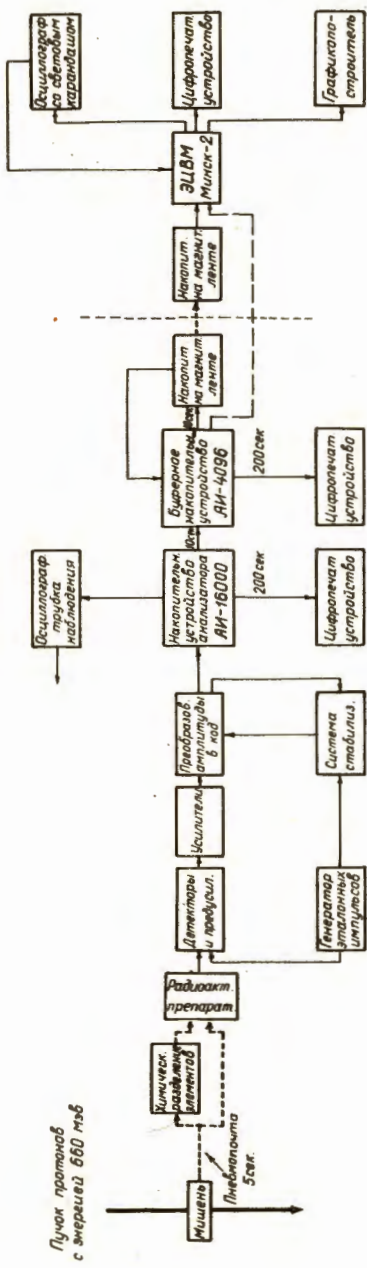 Пучок протонов
с энергией 660 мэв
Мишень
Пневмопочта
5сек.
Химическ.
разделение
элементов
Радиоакт.
препарат.
Детекторы
и предусил.
Генератор
эталонных
импульсов
Усилители
Преобразов.
амплитуды
в код
Система
стабилиз.
Осциллограф.
трубка
наблюдения
Накопительн.
устройство
анализатора
АИ-16000
200сек
Цифропечат
устройство
Буферное
накопительн.
устройство
АИ-4096
200сек
Цифропечат
устройство
Накопит
на магнит.
ленте
Накопит.
на магнит.
ленте
ЭЦВМ
Минск-2
Осциллограф
со световым
карандашом
Цифропечат.
устройство
Графикопо-
строитель